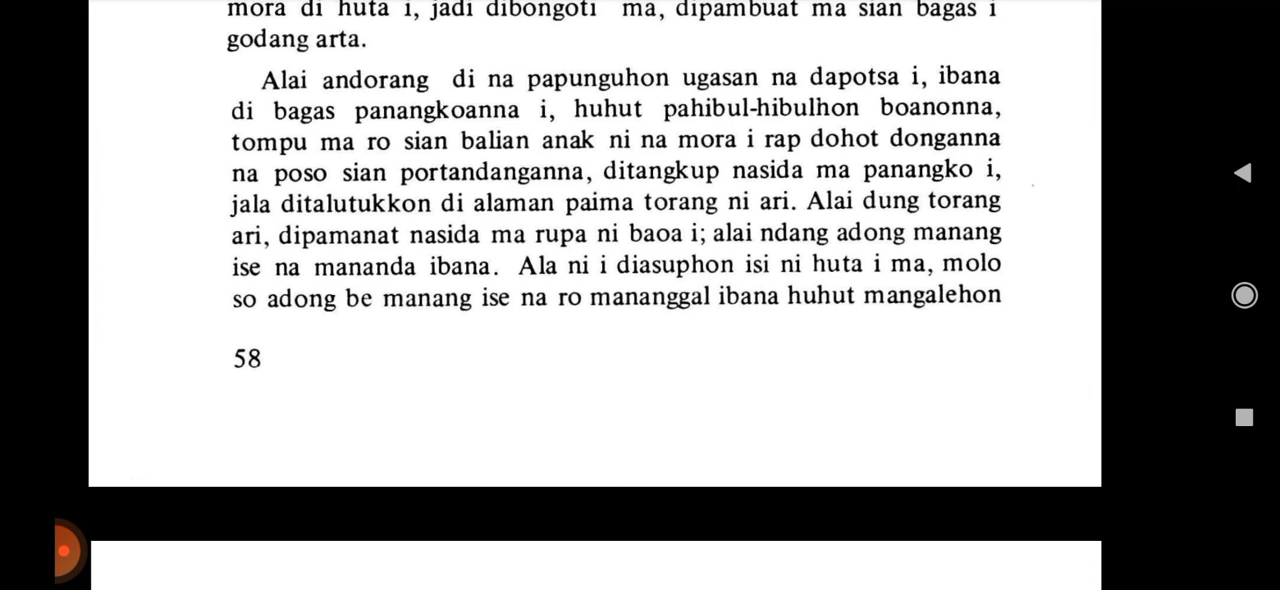 mora di huta i, jadi dibongoti ma, dipambuat ma sian bagas i
godang arta.
Alai andorang di na papunguhon ugasan na dapotsa i, ibana
di bagas panangkoanna i, huhut pahibul-hibulhon boanonna,
tompu ma ro sian balian anak ni na mora i rap dohot donganna
na poso sian portandanganna, ditangkup nasida ma panangko i,
jala ditalutukkon di alaman paima torang ni ari. Alai dung torang
ari, dipamanat nasida ma rupa ni baoa i; alai ndang adong manang
ise na mananda ibana. Ala ni i diasuphon isi ni huta i ma, molo
so adong be manang ise na ro mananggal ibana huhut mangalehon
58